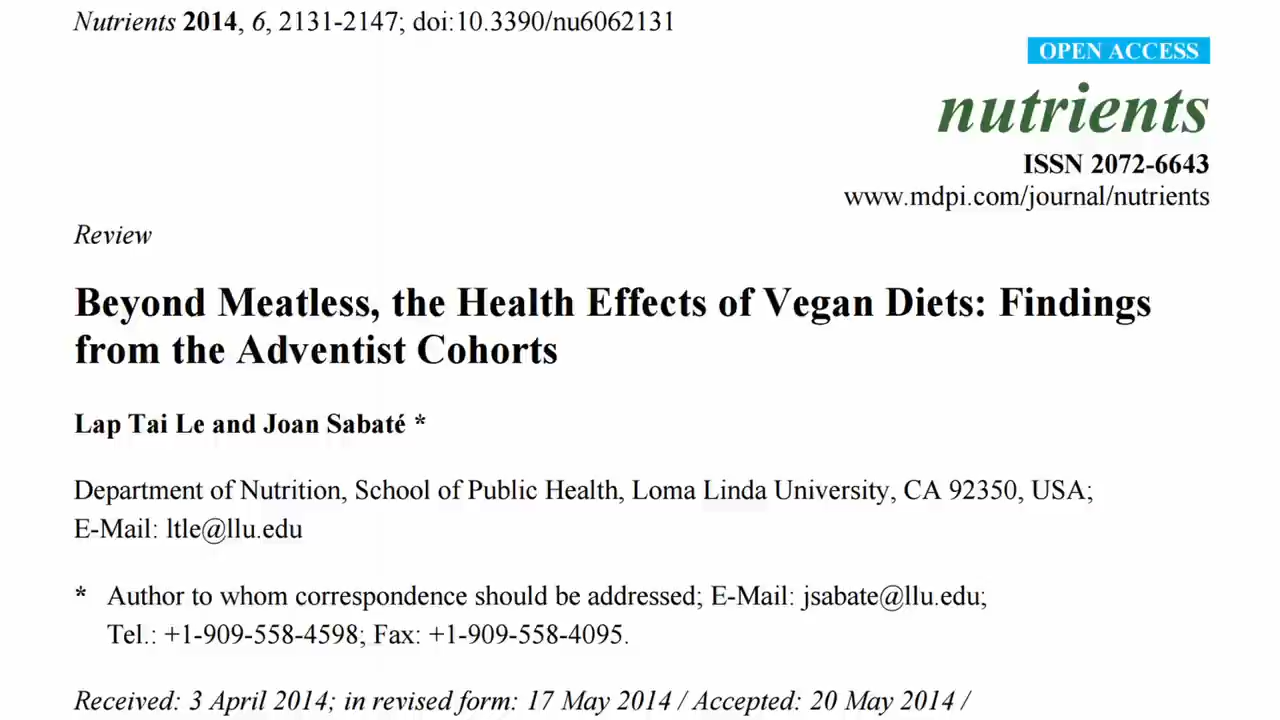 Nutrients 2014, 6, 2131-2147; doi:10.3390/nu6062131
OPEN ACCESS
nutrients
ISSN 2072-6643
www.mdpi.com/journal/nutrients
Review
Beyond Meatless, the Health Effects of Vegan Diets: Findings
from the Adventist Cohorts
Lap Tai Le and Joan Sabaté *
Department of Nutrition, School of Public Health, Loma Linda University, CA 92350, USA;
E-Mail: ltle@llu.edu
* Author to whom correspondence should be addressed; E-Mail: jsabate@llu.edu;
Tel.: +1-909-558-4598; Fax: +1-909-558-4095.
Received: 3 April 2014; in revised form: 17 May 2014 / Accepted: 20 May 2014 /